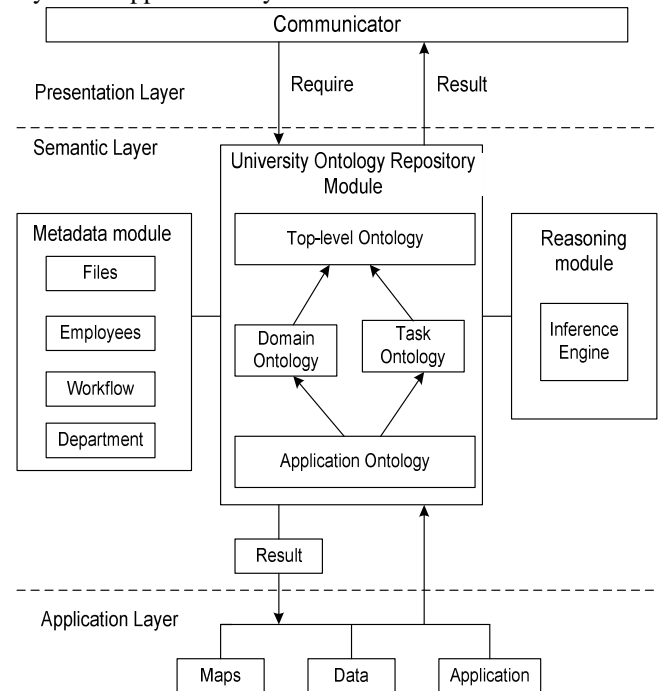 Communicator
Require
Result
Presentation Layer
Semantic Layer
University Ontology Repository
Module
Metadata module
Files
Employees
Workflow
Department
Top-level Ontology
Domain
Ontology
Task
Ontology
Application Ontology
Reasoning
module
Inference
Engine
Result
Application Layer
Maps
Data
Application